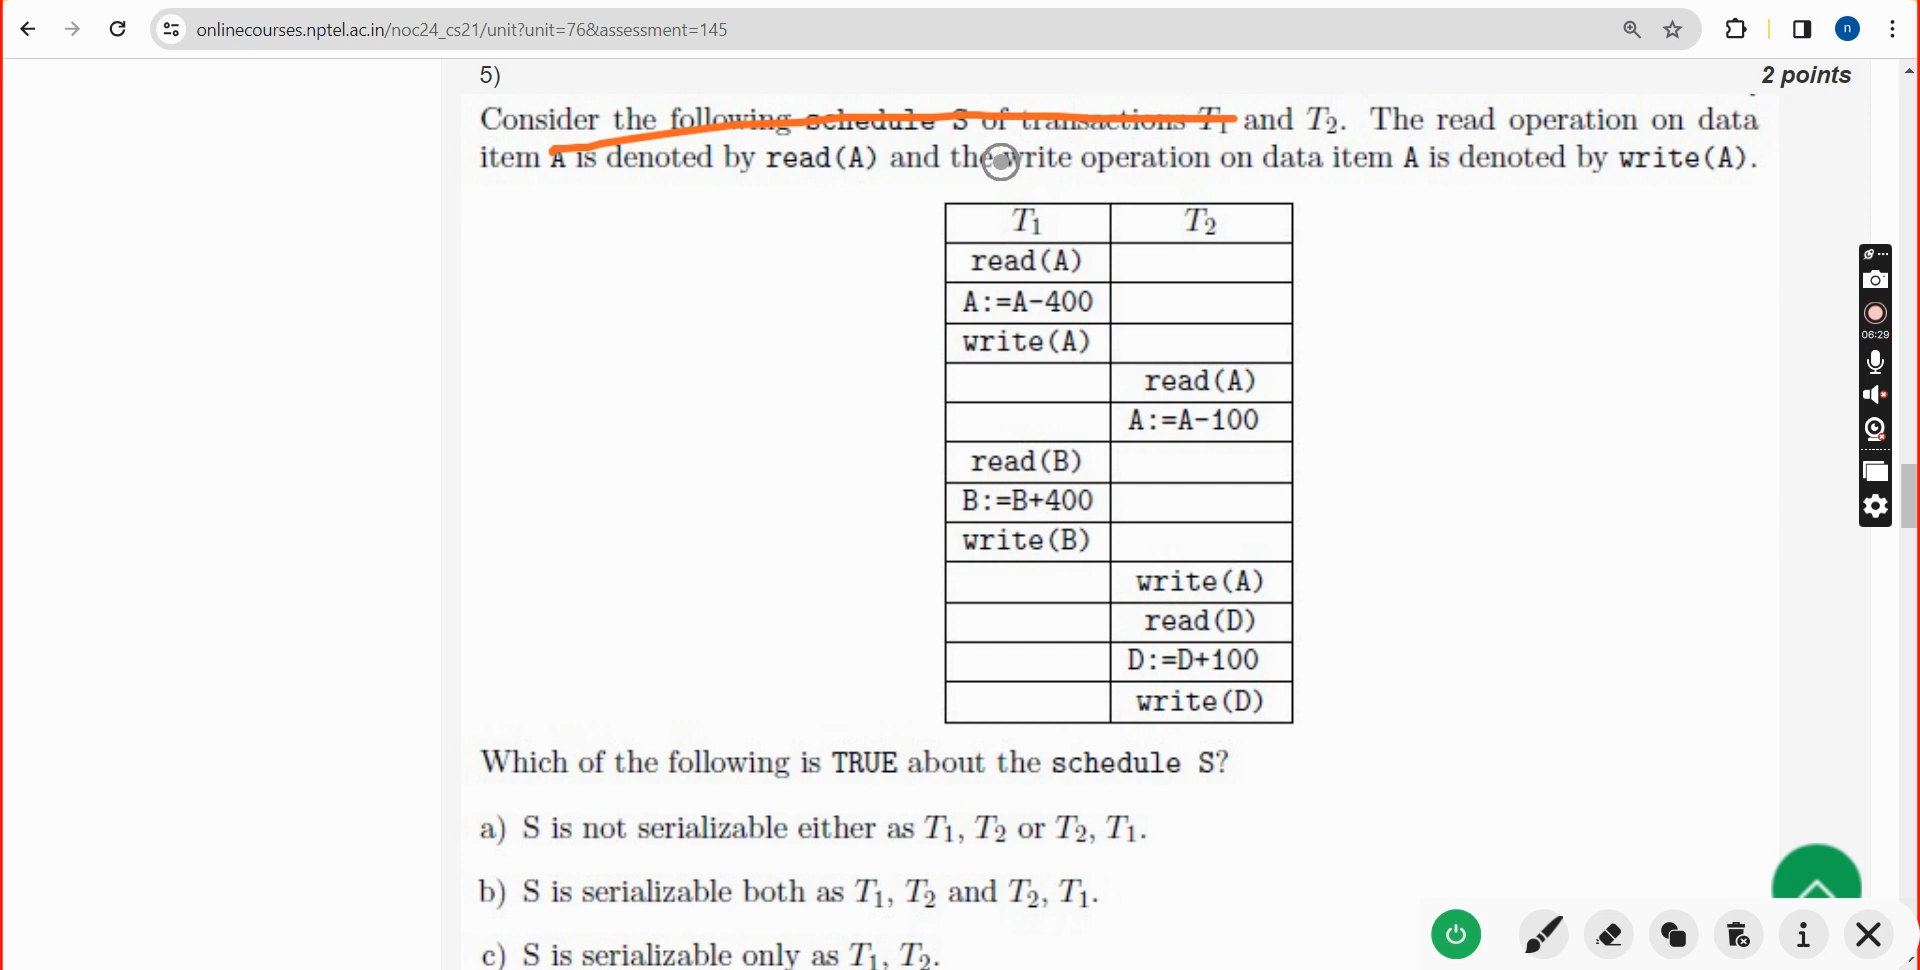 onlinecourses.nptel.ac.in/noc24_cs21/unit?unit=76&assessment=145
n
5)
2 points
Consider the following schedule S of transactions T1 and T2. The read operation on data
item A is denoted by read(A) and the write operation on data item A is denoted by write(A).
T1 T2
read(A)
A:=A-400
write(A)
read(A)
A:=A-100
read(B)
B:=B+400
write(B)
write(A)
read(D)
D:=D+100
write(D)
06:29
Which of the following is TRUE about the schedule S?
a) S is not serializable either as T1, T2 or T2, T1.
b) S is serializable both as T1, T2 and T2, T1.
c) S is serializable only as T1, T2.